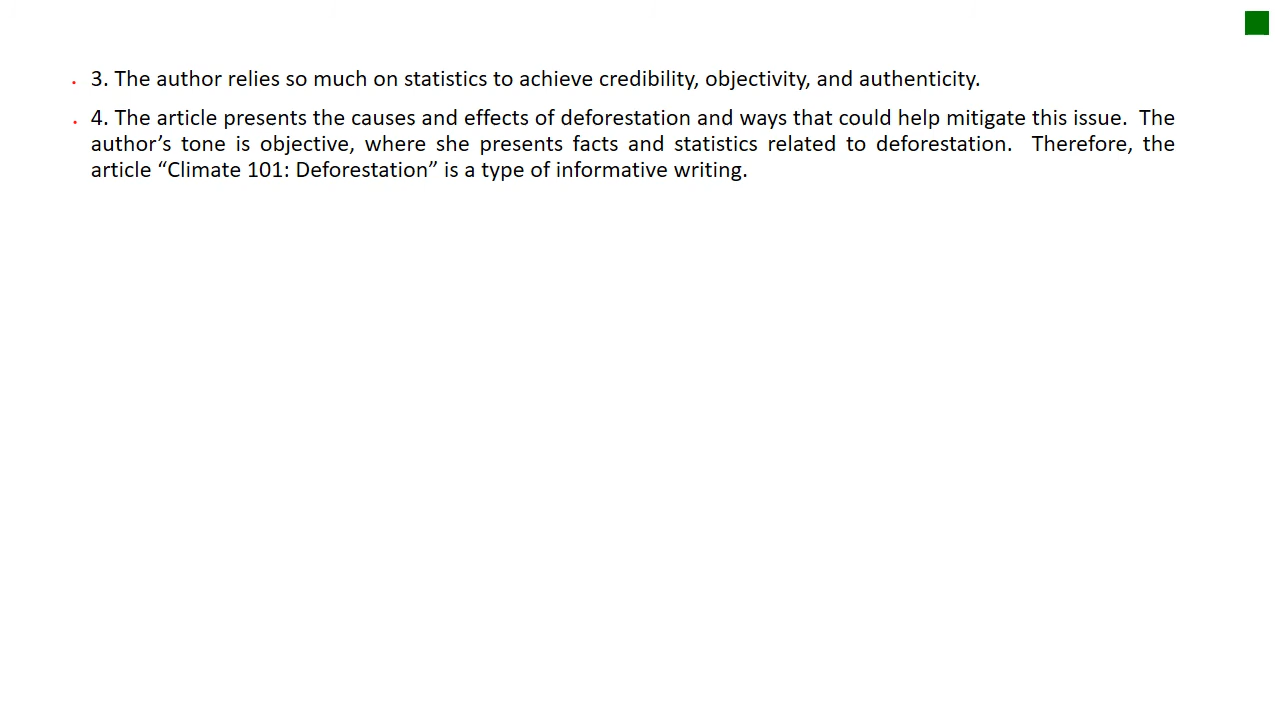 3. The author relies so much on statistics to achieve credibility, objectivity, and authenticity.
4. The article presents the causes and effects of deforestation and ways that could help mitigate this issue.  The
author’s tone is objective, where she presents facts and statistics related to deforestation.  Therefore, the
article “Climate 101: Deforestation” is a type of informative writing.